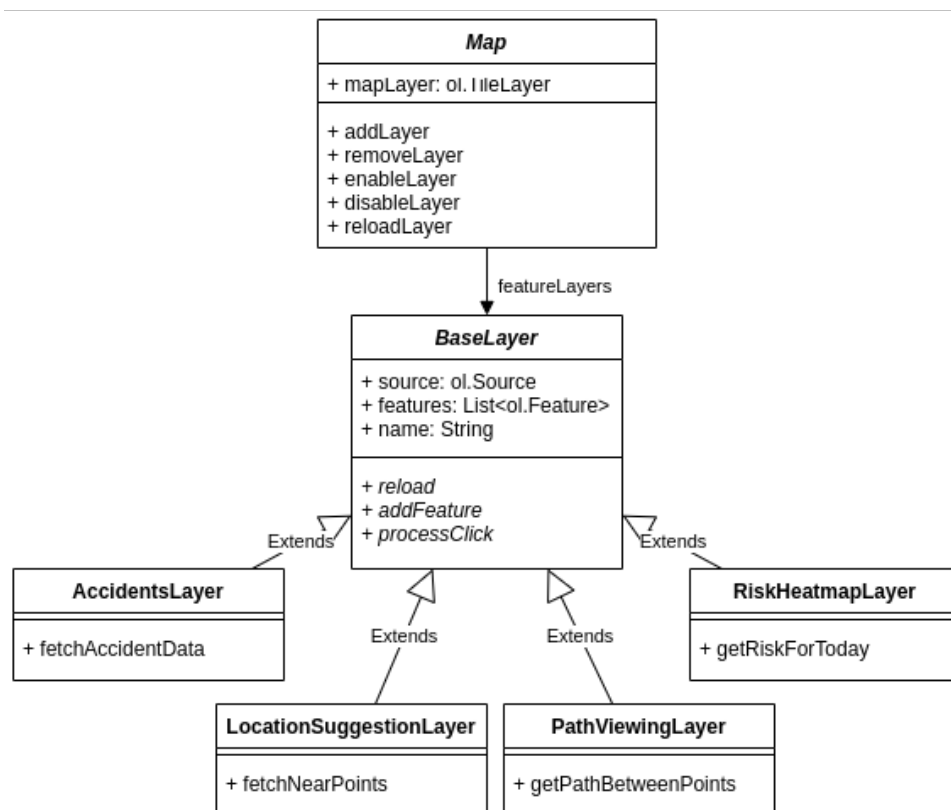 Map
+ mapLayer: ol.TileLayer
+ addLayer
+ removeLayer
+ enableLayer
+ disableLayer
+ reloadLayer
featureLayers
BaseLayer
+ source: ol.Source
+ features: List<ol.Feature>
+ name: String
+ reload
+ addFeature
+ processClick
Extends
Extends
AccidentsLayer
+ fetchAccidentData
RiskHeatmapLayer
+ getRiskForToday
Extends
Extends
LocationSuggestionLayer
+ fetchNearPoints
PathViewingLayer
+ getPathBetweenPoints